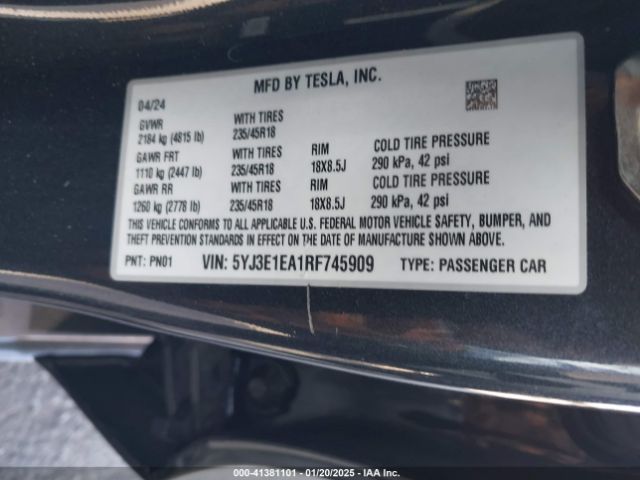 MFD BY TESLA, INC.
04/24
GVWR WITH TIRES
2184 kg (4815 lb) 235/45R18
GAWR FRT WITH TIRES RIM COLD TIRE PRESSURE
1110 kg (2447 lb) 235/45R18 18X8.5J 290 kPa, 42 psi
GAWR RR WITH TIRES RIM COLD TIRE PRESSURE
1260 kg (2778 lb) 235/45R18 18X8.5J 290 kPa, 42 psi
THIS VEHICLE CONFORMS TO ALL APPLICABLE U.S. FEDERAL MOTOR VEHICLE SAFETY, BUMPER, AND
THEFT PREVENTION STANDARDS IN EFFECT ON THE DATE OF MANUFACTURE SHOWN ABOVE.
PNT: PN01 VIN: 5YJ3E1EA1RF745909 TYPE: PASSENGER CAR
000-41381101 - 01/20/2025 - IAA Inc.